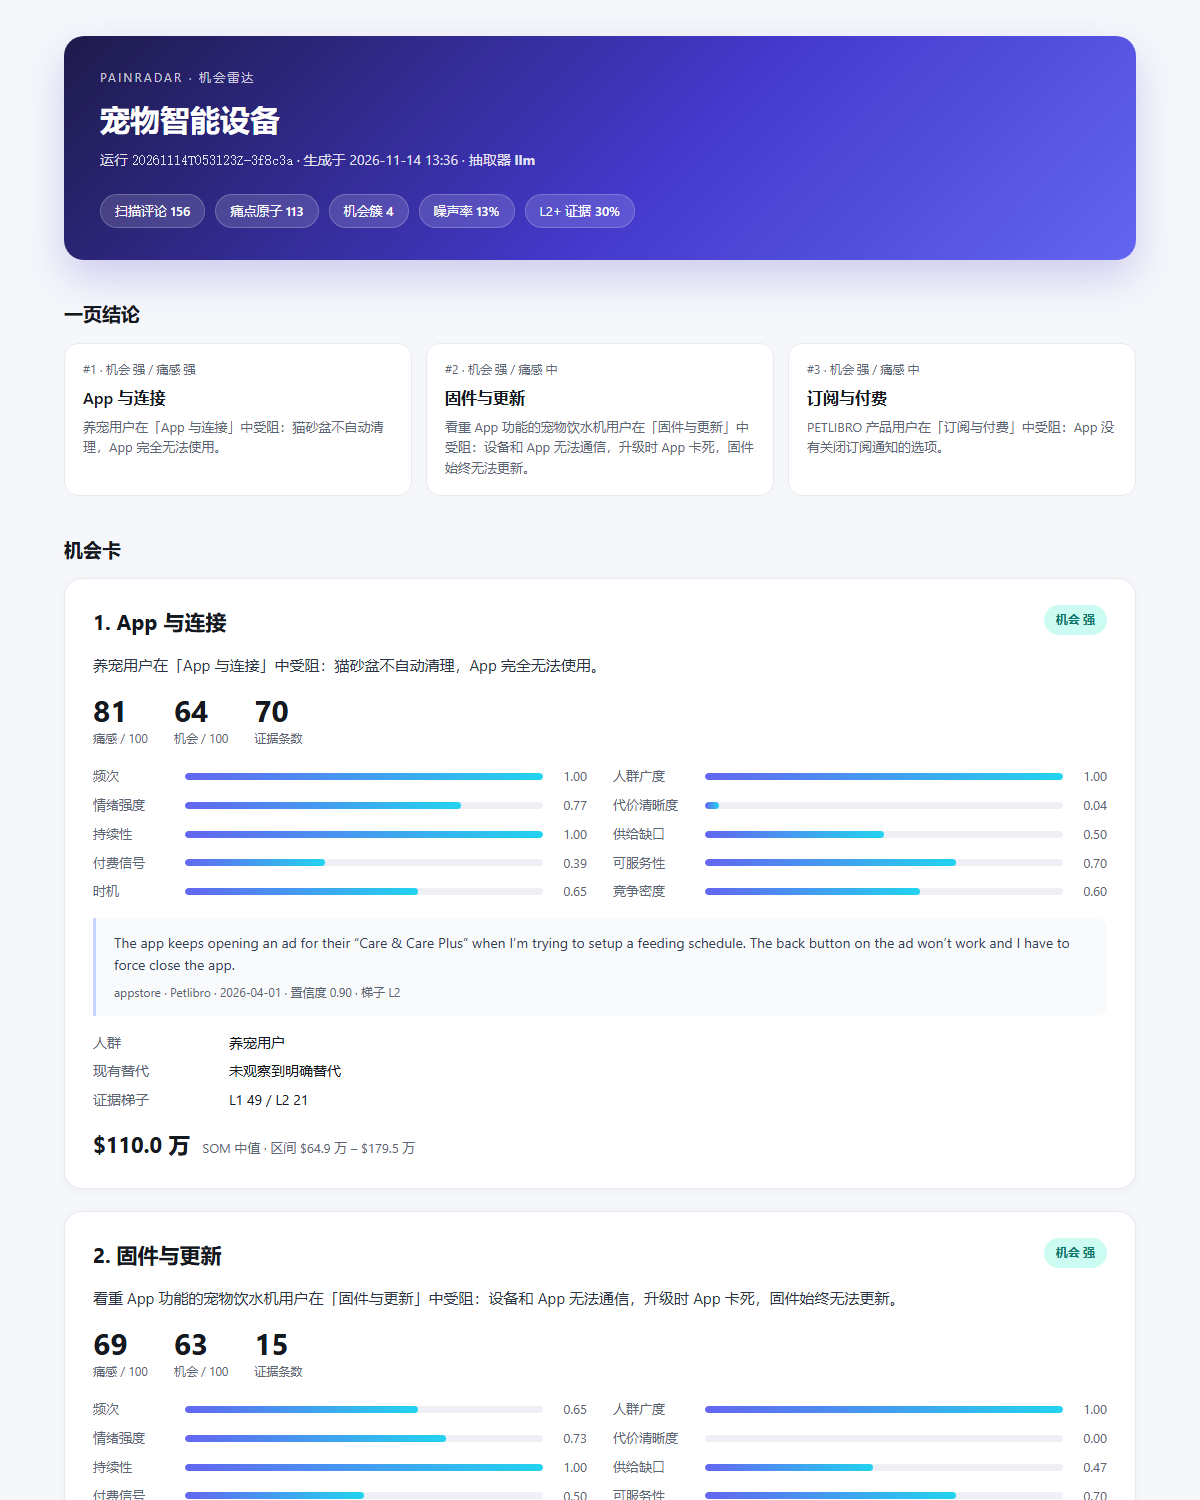 PAINRADAR · 机会雷达
宠物智能设备
运行 20261114T053123Z-3f8c3a · 生成于 2026-11-14 13:36 · 抽取器 llm
扫描评论 156 痛点原子 113 机会簇 4 噪声率 13% L2+ 证据 30%
一页结论
#1 · 机会 强 / 痛感 强
App 与连接
养宠用户在「App 与连接」中受阻：猫砂盆不自动清
理，App 完全无法使用。
#2 · 机会 强 / 痛感 中
固件与更新
看重 App 功能的宠物饮水机用户在「固件与更新」中
受阻：设备和 App 无法通信，升级时 App 卡死，固件
始终无法更新。
#3 · 机会 强 / 痛感 中
订阅与付费
PETLIBRO 产品用户在「订阅与付费」中受阻：App 没
有关闭订阅通知的选项。
机会卡
1. App 与连接
机会 强
养宠用户在「App 与连接」中受阻：猫砂盆不自动清理，App 完全无法使用。
81 64 70
痛感 / 100 机会 / 100 证据条数
频次 1.00 人群广度 1.00
情绪强度 0.77 代价清晰度 0.04
持续性 1.00 供给缺口 0.50
付费信号 0.39 可服务性 0.70
时机 0.65 竞争密度 0.60
The app keeps opening an ad for their “Care & Care Plus” when I’m trying to setup a feeding schedule. The back button on the ad won’t work and I have to
force close the app.
appstore · Petlibro · 2026-04-01 · 置信度 0.90 · 梯子 L2
人群 养宠用户
现有替代 未观察到明确替代
证据梯子 L1 49 / L2 21
$110.0 万 SOM 中值 · 区间 $64.9 万 – $179.5 万
2. 固件与更新
机会 强
看重 App 功能的宠物饮水机用户在「固件与更新」中受阻：设备和 App 无法通信，升级时 App 卡死，固件始终无法更新。
69 63 15
痛感 / 100 机会 / 100 证据条数
频次 0.65 人群广度 1.00
情绪强度 0.73 代价清晰度 0.00
持续性 1.00 供给缺口 0.47
付费信号 0.50 可服务性 0.70